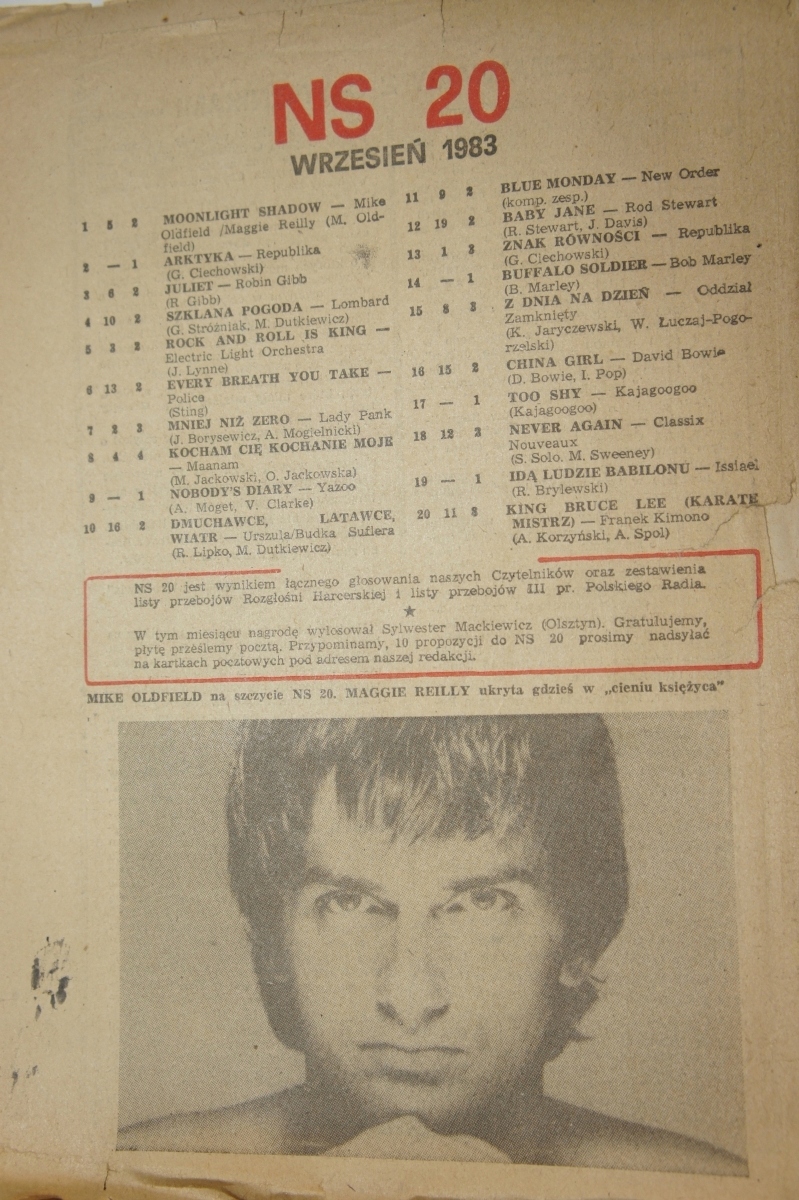 NS 20
WRZESIEŃ 1983
1 5 2 MOONLIGHT SHADOW — Mike
Oldfield /Maggie Reilly (M. Old-
field)
2 — 1 ARKTYKA — Republika
(G. Ciechowski)
3 6 2 JULIET — Robin Gibb
(R Gibb)
4 10 2 SZKLANA POGODA — Lombard
(G. Stróżniak, M. Dutkiewicz)
5 3 2 ROCK AND ROLL IS KING —
Electric Light Orchestra
(J. Lynne)
6 13 2 EVERY BREATH YOU TAKE —
Police
(Sting)
7 2 3 MNIEJ NIŻ ZERO — Lady Pank
(J. Borysewicz, A. Mogielnicki)
8 4 4 KOCHAM CIĘ KOCHANIE MOJE
— Maanam
(M. Jackowski, O. Jackowska)
9 — 1 NOBODY'S DIARY — Yazoo
(A. Moget, V. Clarke)
10 16 2 DMUCHAWCE, LATAWCE,
WIATR — Urszula/Budka Suflera
(R. Lipko, M. Dutkiewicz)
11 9 2 BLUE MONDAY — New Order
(komp. zesp.)
12 19 2 BABY JANE — Rod Stewart
(R. Stewart, J. Davis)
13 1 3 ZNAK RÓWNOŚCI — Republika
(G. Ciechowski)
14 — 1 BUFFALO SOLDIER — Bob Marley
(B. Marley)
15 8 3 Z DNIA NA DZIEŃ — Oddział
Zamknięty
(K. Jaryczewski, W. Łuczaj-Pogo-
rzelski)
16 15 2 CHINA GIRL — David Bowie
(D. Bowie, I. Pop)
17 — 1 TOO SHY — Kajagoogoo
(Kajagoogoo)
18 12 2 NEVER AGAIN — Classix
Nouveaux
(S. Solo, M. Sweeney)
19 — 1 IDĄ LUDZIE BABILONU — Issiael
(R. Brylewski)
20 11 3 KING BRUCE LEE (KARATE
MISTRZ) — Franek Kimono
(A. Korzyński, A. Spol)
NS 20 jest wynikiem łącznego głosowania naszych Czytelników oraz zestawienia
listy przebojów Rozgłośni Harcerskiej i listy przebojów III pr. Polskiego Radia.
★
W tym miesiącu nagrodę wylosował Sylwester Mackiewicz (Olsztyn). Gratulujemy,
płytę prześlemy pocztą. Przypominamy, 10 propozycji do NS 20 prosimy nadsyłać
na kartkach pocztowych pod adresem naszej redakcji.
MIKE OLDFIELD na szczycie NS 20. MAGGIE REILLY ukryta gdzieś w „cieniu księżyca"